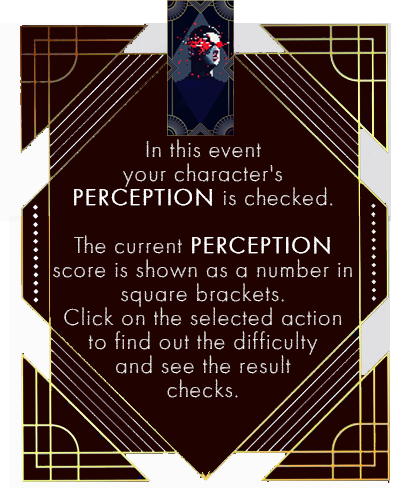 In this event
your character's
PERCEPTION is checked.
The current PERCEPTION
score is shown as a number in
square brackets.
Click on the selected action
to find out the difficulty
and see the result
checks.